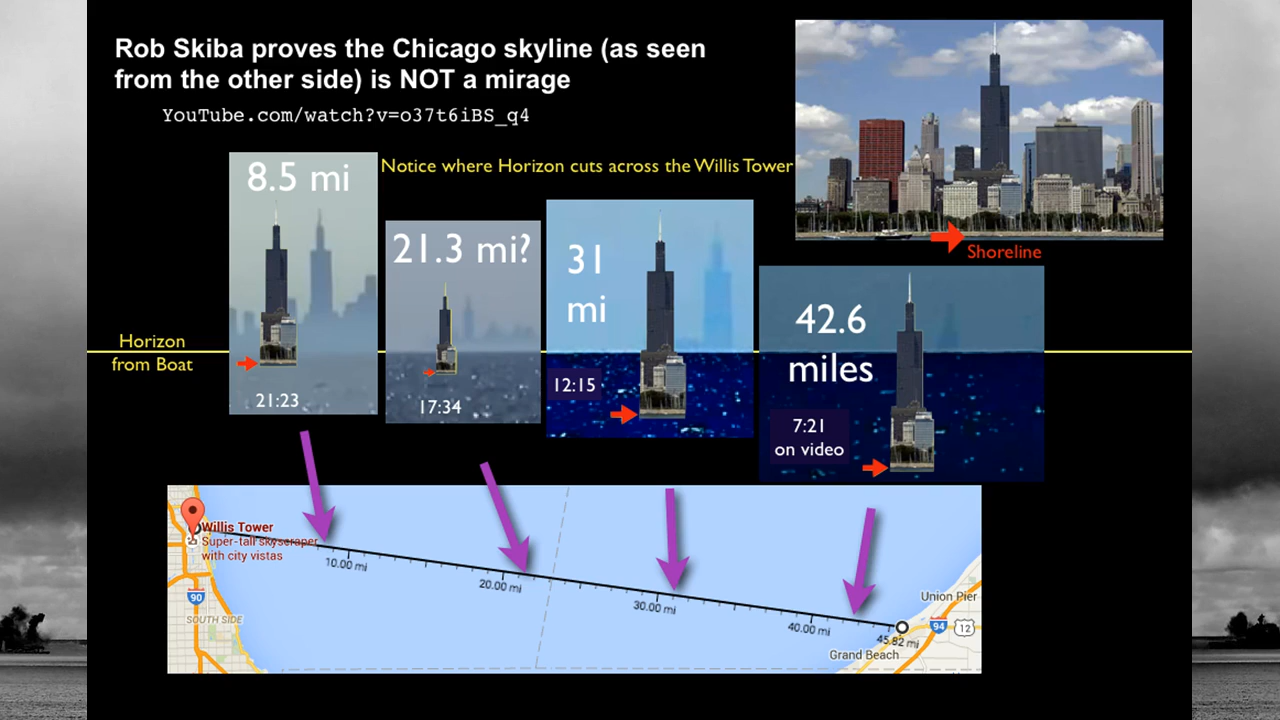 Rob Skiba proves the Chicago skyline (as seen
from the other side) is NOT a mirage
YouTube.com/watch?v=o37t6iBS_q4
Notice where Horizon cuts across the Willis Tower
8.5 mi
21.3 mi?
31
mi
42.6
miles
Shoreline
Horizon
from Boat
21:23
17:34
12:15
7:21
on video
Willis Tower
Super-tall skyscraper
with city vistas
10.00 mi
20.00 mi
30.00 mi
40.00 mi
45.82 mi
90
SOUTH SIDE
Union Pier
94
12
Grand Beach